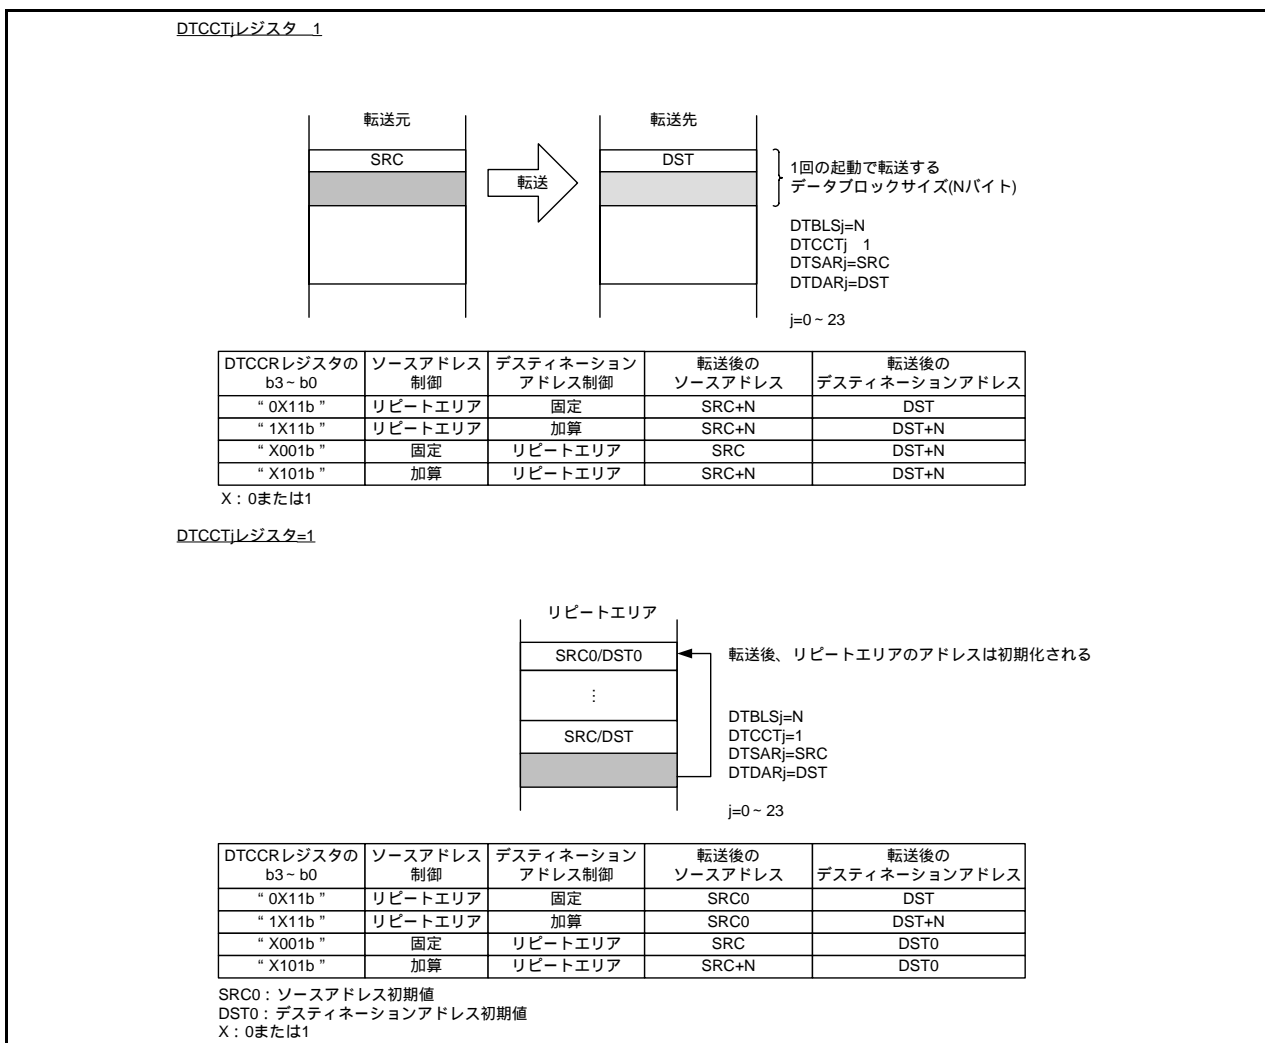 DTCCTjレジスタ 1
転送元
転送先
SRC
DST
転送
1回の起動で転送する
データブロックサイズ(Nバイト)
DTBLSj=N
DTCCTj 1
DTSARj=SRC
DTDARj=DST
j=0~23
DTCCRレジスタの b3~b0 ソースアドレス制御 デスティネーションアドレス制御 転送後のソースアドレス 転送後のデスティネーションアドレス
“0X11b” リピートエリア 固定 SRC+N DST
“1X11b” リピートエリア 加算 SRC+N DST+N
“X001b” 固定 リピートエリア SRC DST+N
“X101b” 加算 リピートエリア SRC+N DST+N
X:0または1
DTCCTjレジスタ=1
リピートエリア
SRC0/DST0
転送後、リピートエリアのアドレスは初期化される
⋮
SRC/DST
DTBLSj=N
DTCCTj=1
DTSARj=SRC
DTDARj=DST
j=0~23
DTCCRレジスタの b3~b0 ソースアドレス制御 デスティネーションアドレス制御 転送後のソースアドレス 転送後のデスティネーションアドレス
“0X11b” リピートエリア 固定 SRC0 DST
“1X11b” リピートエリア 加算 SRC0 DST+N
“X001b” 固定 リピートエリア SRC DST0
“X101b” 加算 リピートエリア SRC+N DST0
SRC0:ソースアドレス初期値
DST0:デスティネーションアドレス初期値
X:0または1